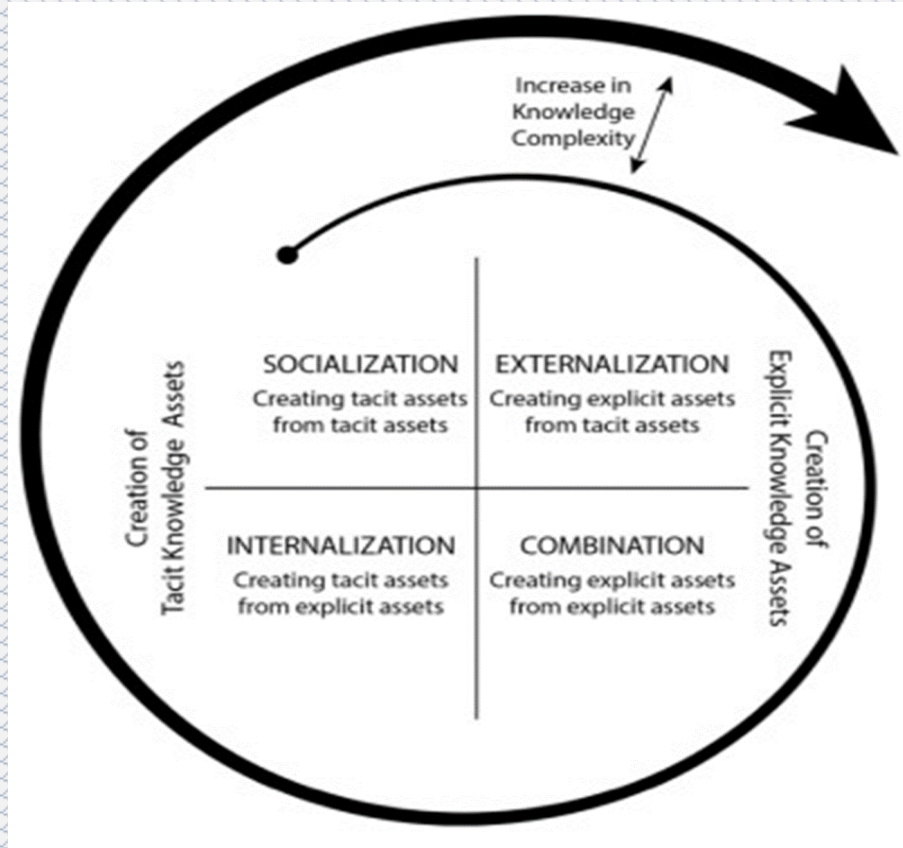 Increase in
Knowledge
Complexity
SOCIALIZATION
Creating tacit assets
from tacit assets
EXTERNALIZATION
Creating explicit assets
from tacit assets
Creation of
Tacit Knowledge Assets
Creation of
Explicit Knowledge Assets
INTERNALIZATION
Creating tacit assets
from explicit assets
COMBINATION
Creating explicit assets
from explicit assets